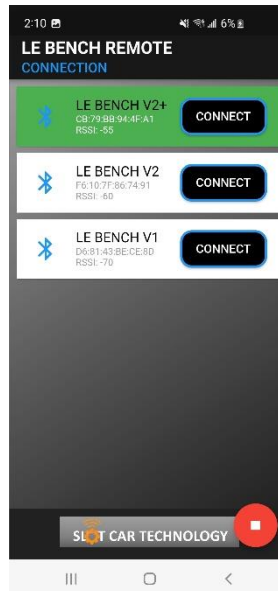 2:10 6%
LE BENCH REMOTE
CONNECTION
LE BENCH V2+
CB:79:BB:94:4F:A1
RSSI: -55
CONNECT
LE BENCH V2
F6:10:7F:86:74:91
RSSI: -60
CONNECT
LE BENCH V1
D6:81:43:BE:CE:8D
RSSI: -70
CONNECT
SLOT CAR TECHNOLOGY